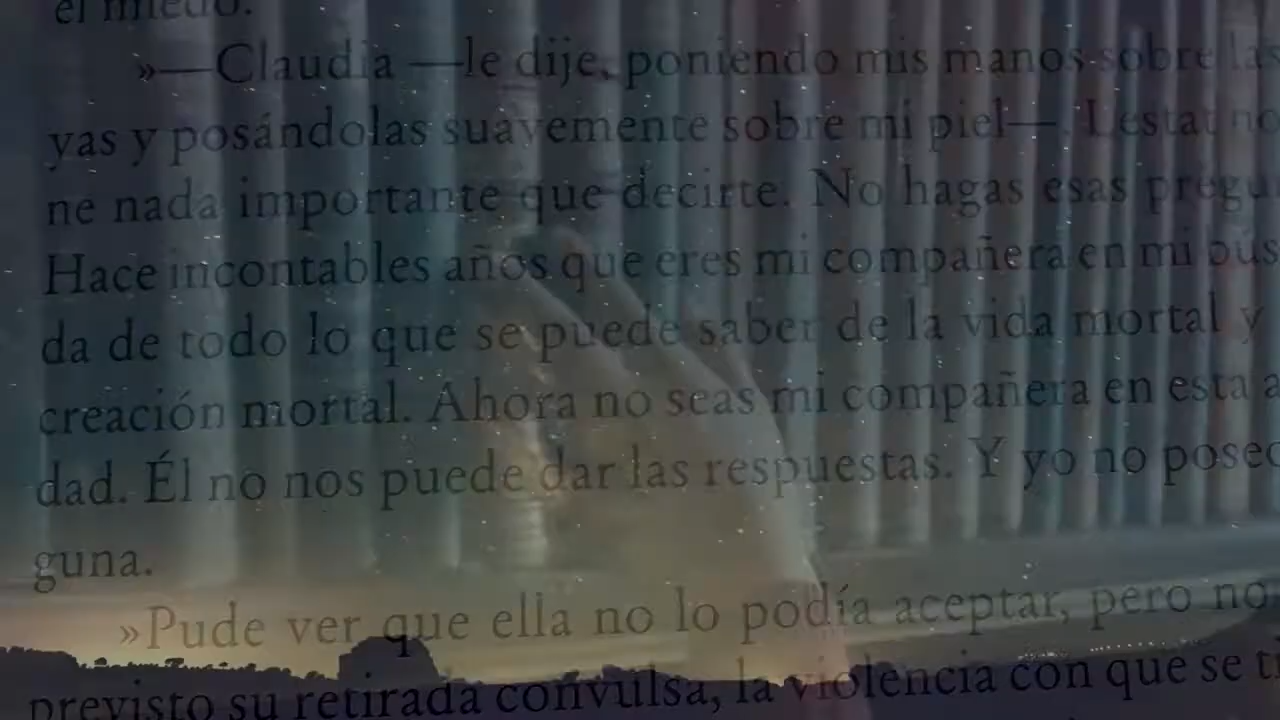 el miedo.
»—Claudia —le dije, poniendo mis manos sobre las
yas y posándolas suavemente sobre mi piel—. Lestat no
ne nada importante que decirte. No hagas esas pregun
Hace incontables años que eres mi compañera en mi bús
da de todo lo que se puede saber de la vida mortal y
creación mortal. Ahora no seas mi compañera en esta a
dad. Él no nos puede dar las respuestas. Y yo no poseo
guna.
»Pude ver que ella no lo podía aceptar, pero no
previsto su retirada convulsa, la violencia con que se ti